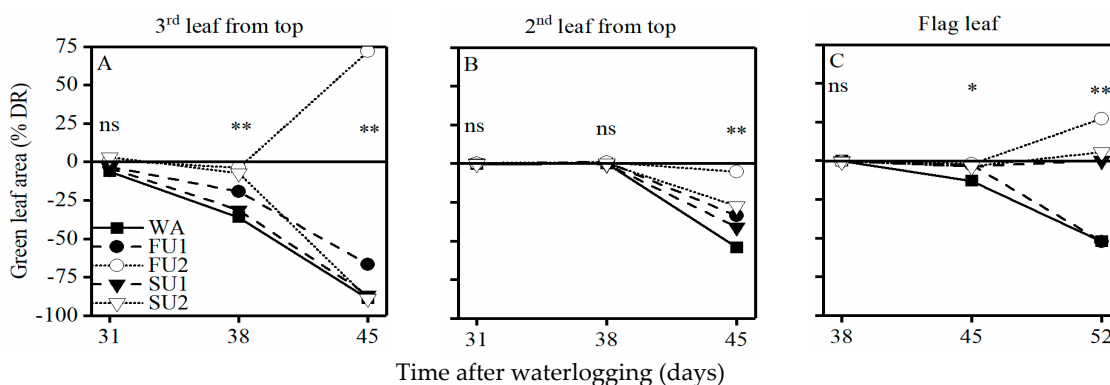 3rd leaf from top
2nd leaf from top
Flag leaf
Green leaf area (% DR)
75
50
25
0
-25
-50
-75
-100
A
ns
**
**
WA
FU1
FU2
SU1
SU2
31
38
45
B
ns
ns
**
31
38
45
C
ns
*
**
38
45
52
Time after waterlogging (days)